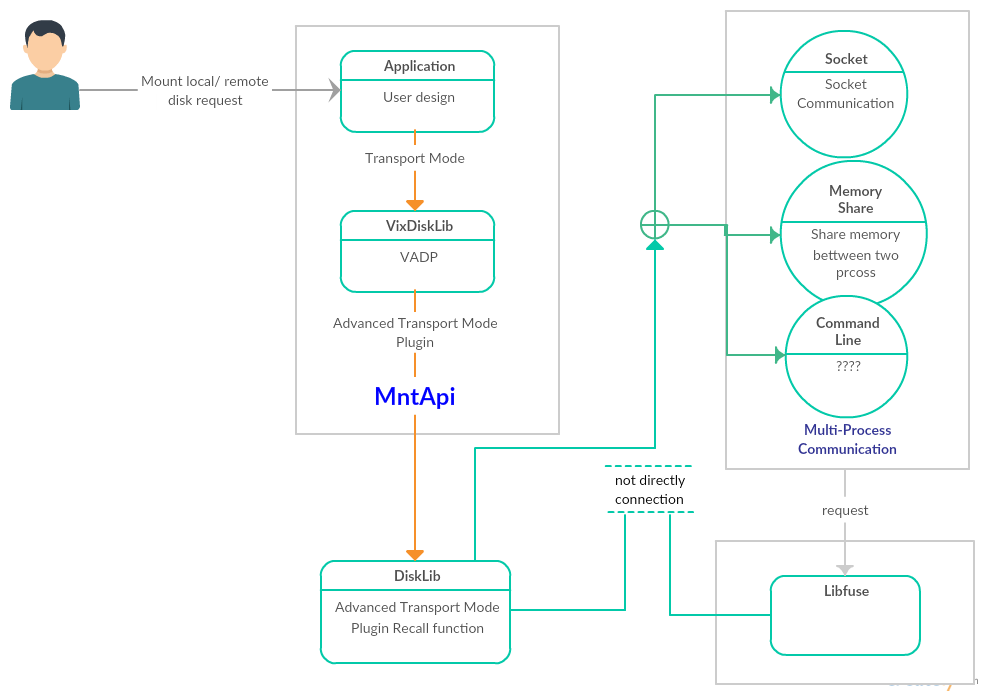 Mount local/ remote
disk request
Application
User design
Transport Mode
VixDiskLib
VADP
Advanced Transport Mode
Plugin
MntApi
DiskLib
Advanced Transport Mode
Plugin Recall function
not directly
connection
Socket
Socket
Communication
Memory
Share
Share memory
bettween two
prcoss
Command
Line
????
Multi-Process
Communication
request
Libfuse